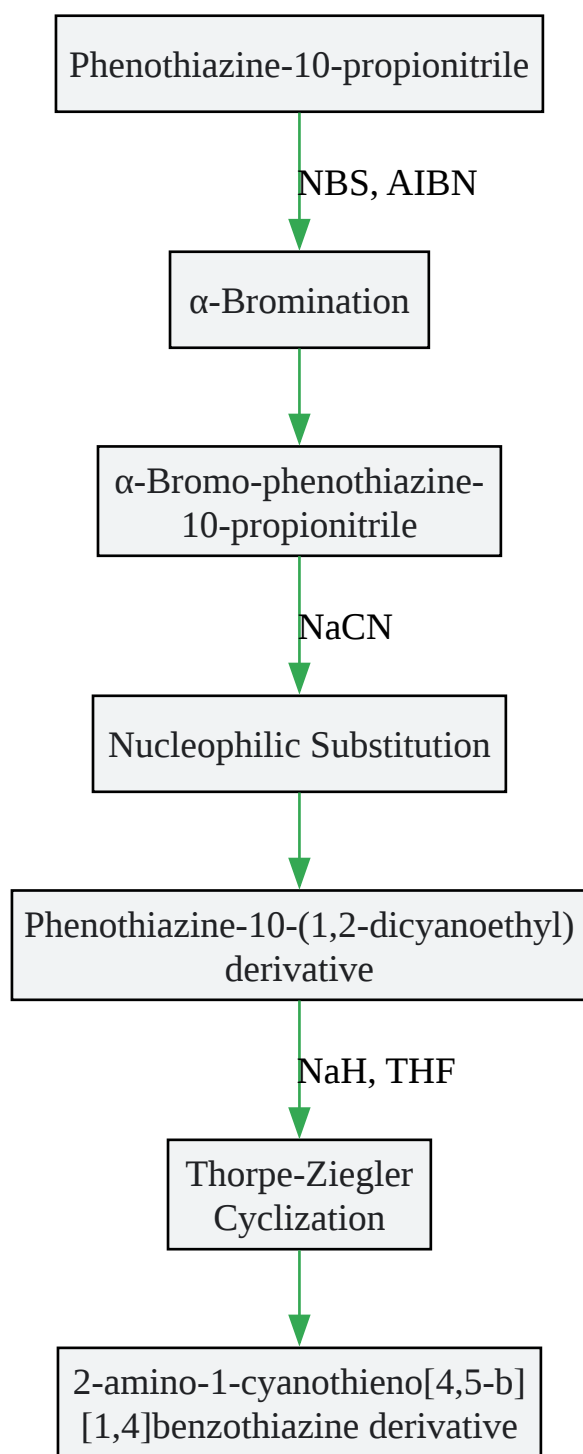 Phenothiazine-10-propionitrile
NBS, AIBN
α-Bromination
α-Bromo-phenothiazine-
10-propionitrile
NaCN
Nucleophilic Substitution
Phenothiazine-10-(1,2-dicyanoethyl)
derivative
NaH, THF
Thorpe-Ziegler
Cyclization
2-amino-1-cyanothieno[4,5-b]
[1,4]benzothiazine derivative